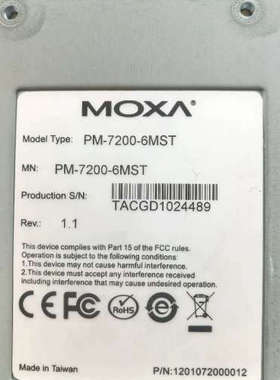 MOXA®
Model Type: PM-7200-6MST
MN: PM-7200-6MST
Production S/N:
TACGD1024489
Rev.: 1.1
This device complies with Part 15 of the FCC rules.
Operation is subject to the following conditions:
1.This device may not cause harmful interference.
2.This device must accept any interference received
including interference that may cause undesired operation.
CE FC RoHS e
Made in Taiwan P/N:1201072000012